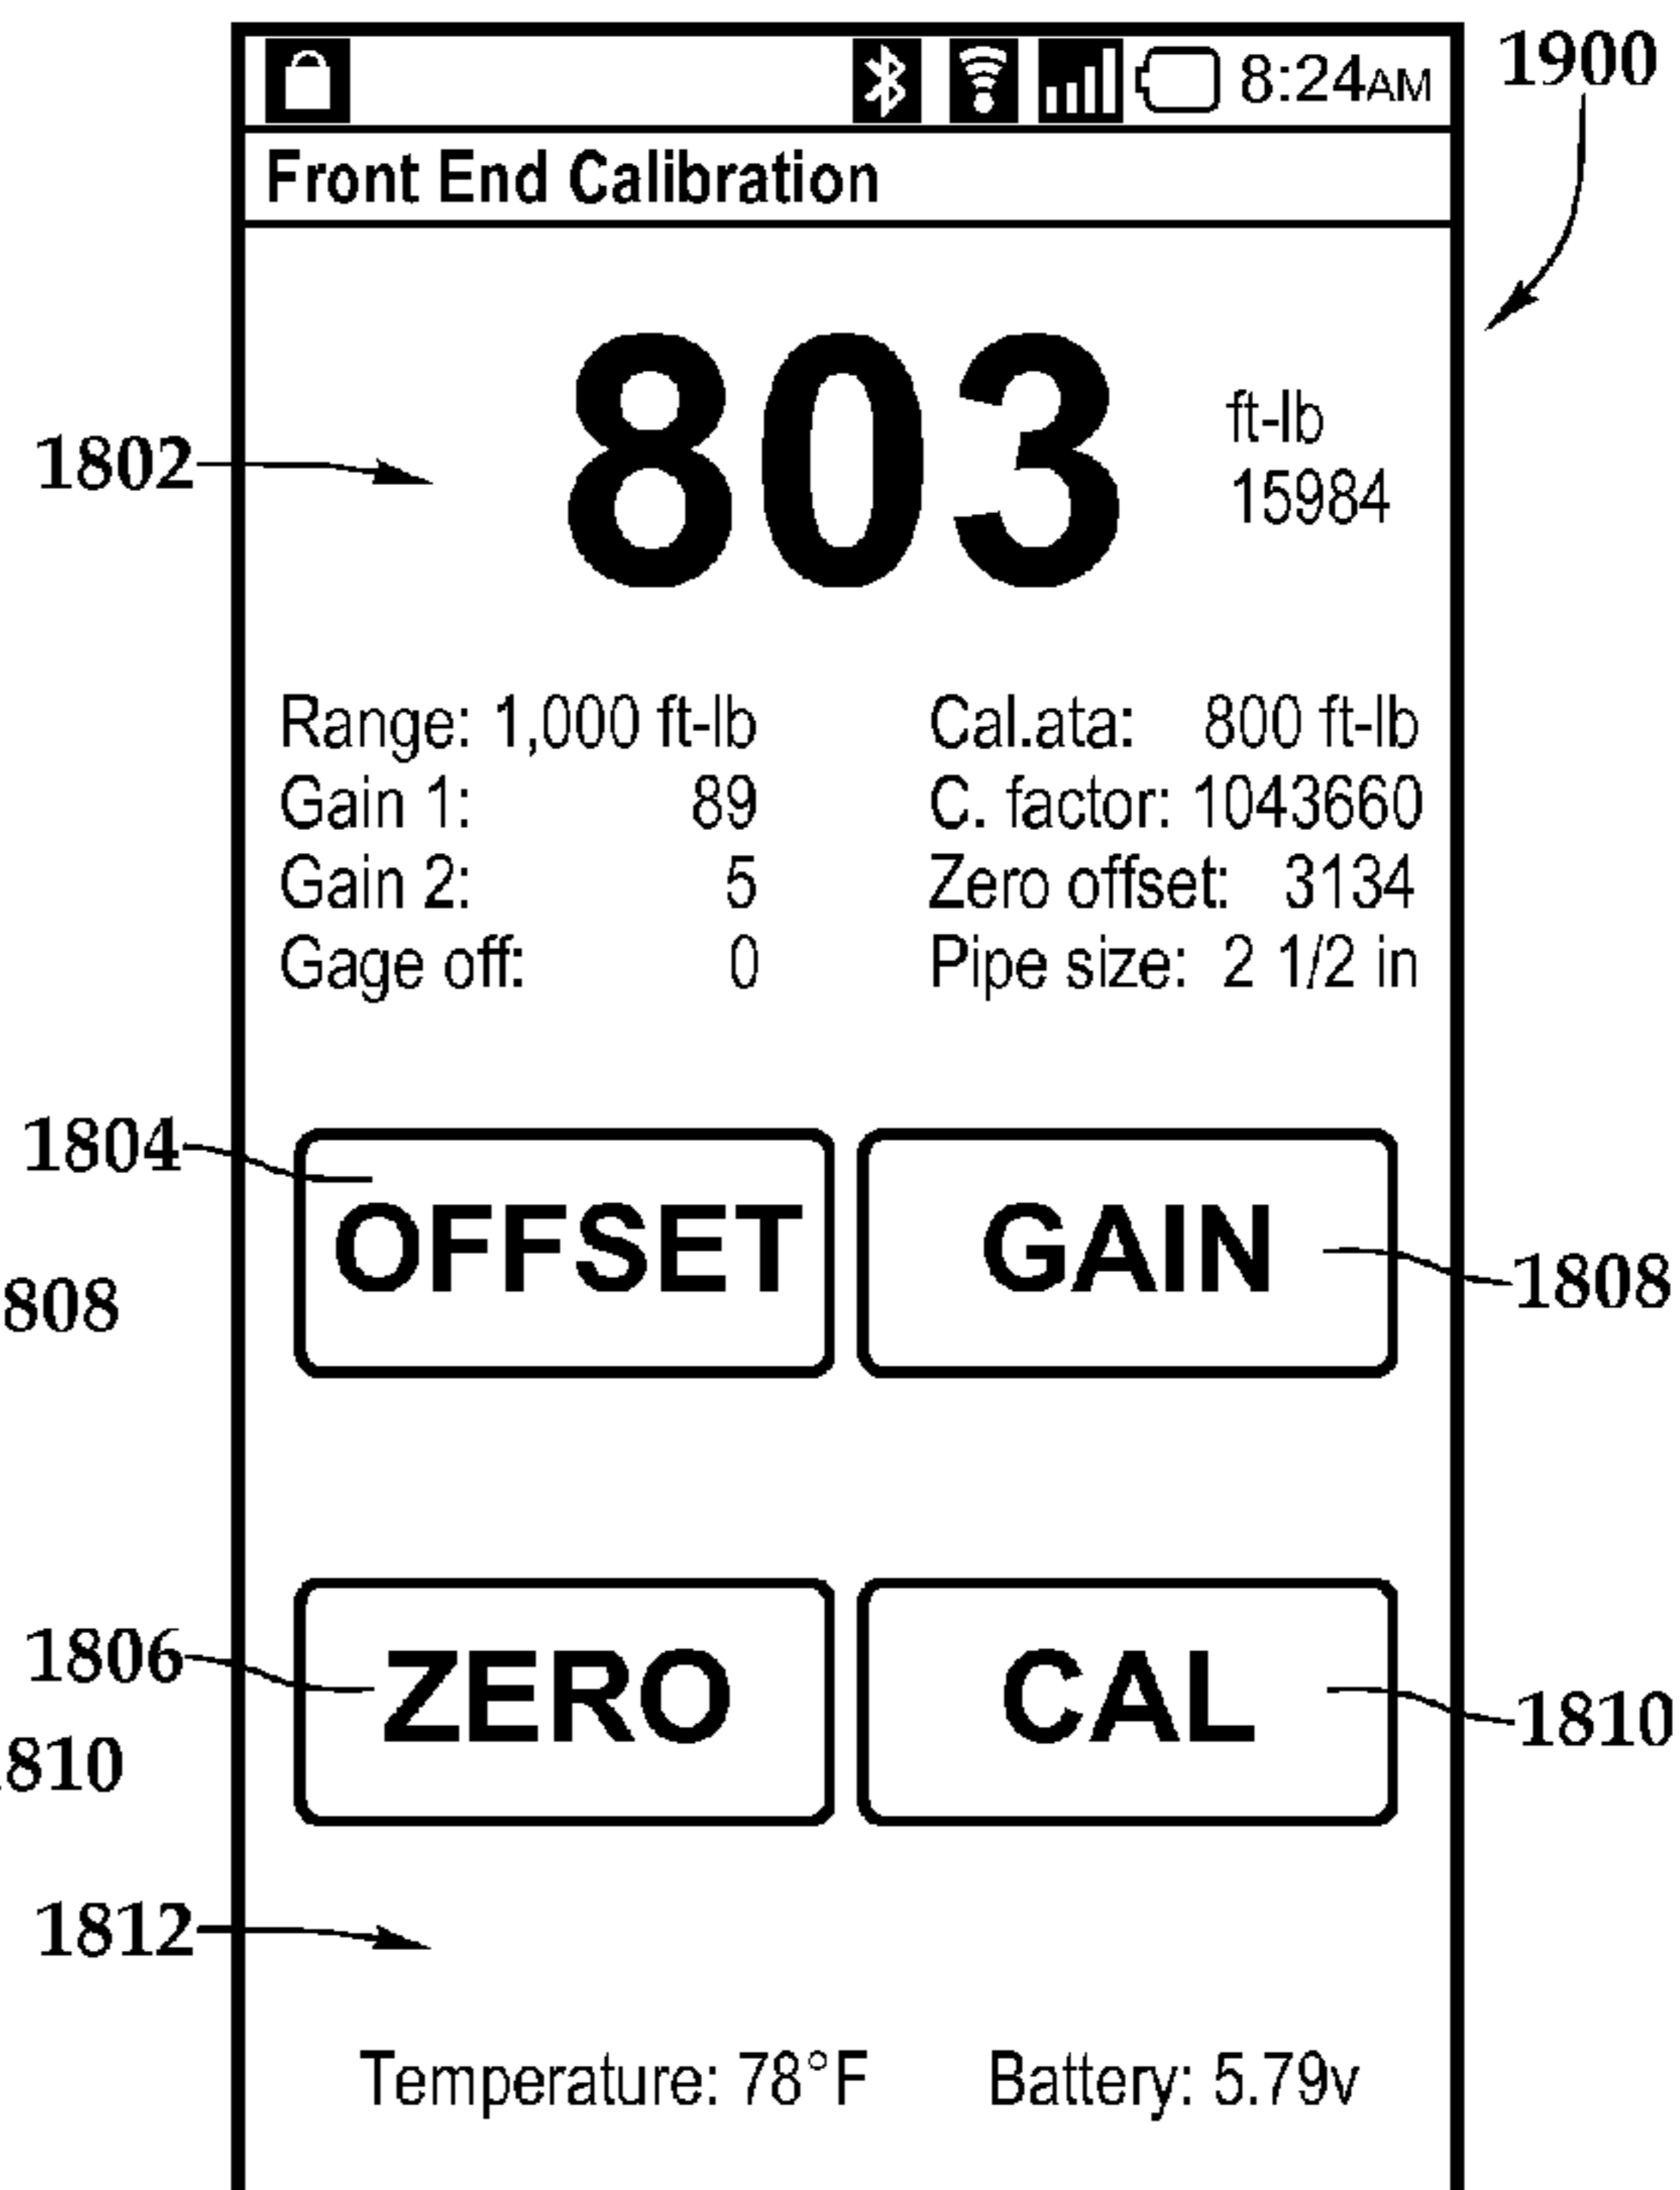 8:24AM 1900
Front End Calibration
803 ft-lb
1802
15984
Range: 1,000 ft-lb Cal.ata: 800 ft-lb
Gain 1: 89 C. factor: 1043660
Gain 2: 5 Zero offset: 3134
Gage off: 0 Pipe size: 2 1/2 in
1804
OFFSET GAIN
808 1808
1806 ZERO CAL
1810
810
1812
Temperature: 78°F Battery: 5.79v